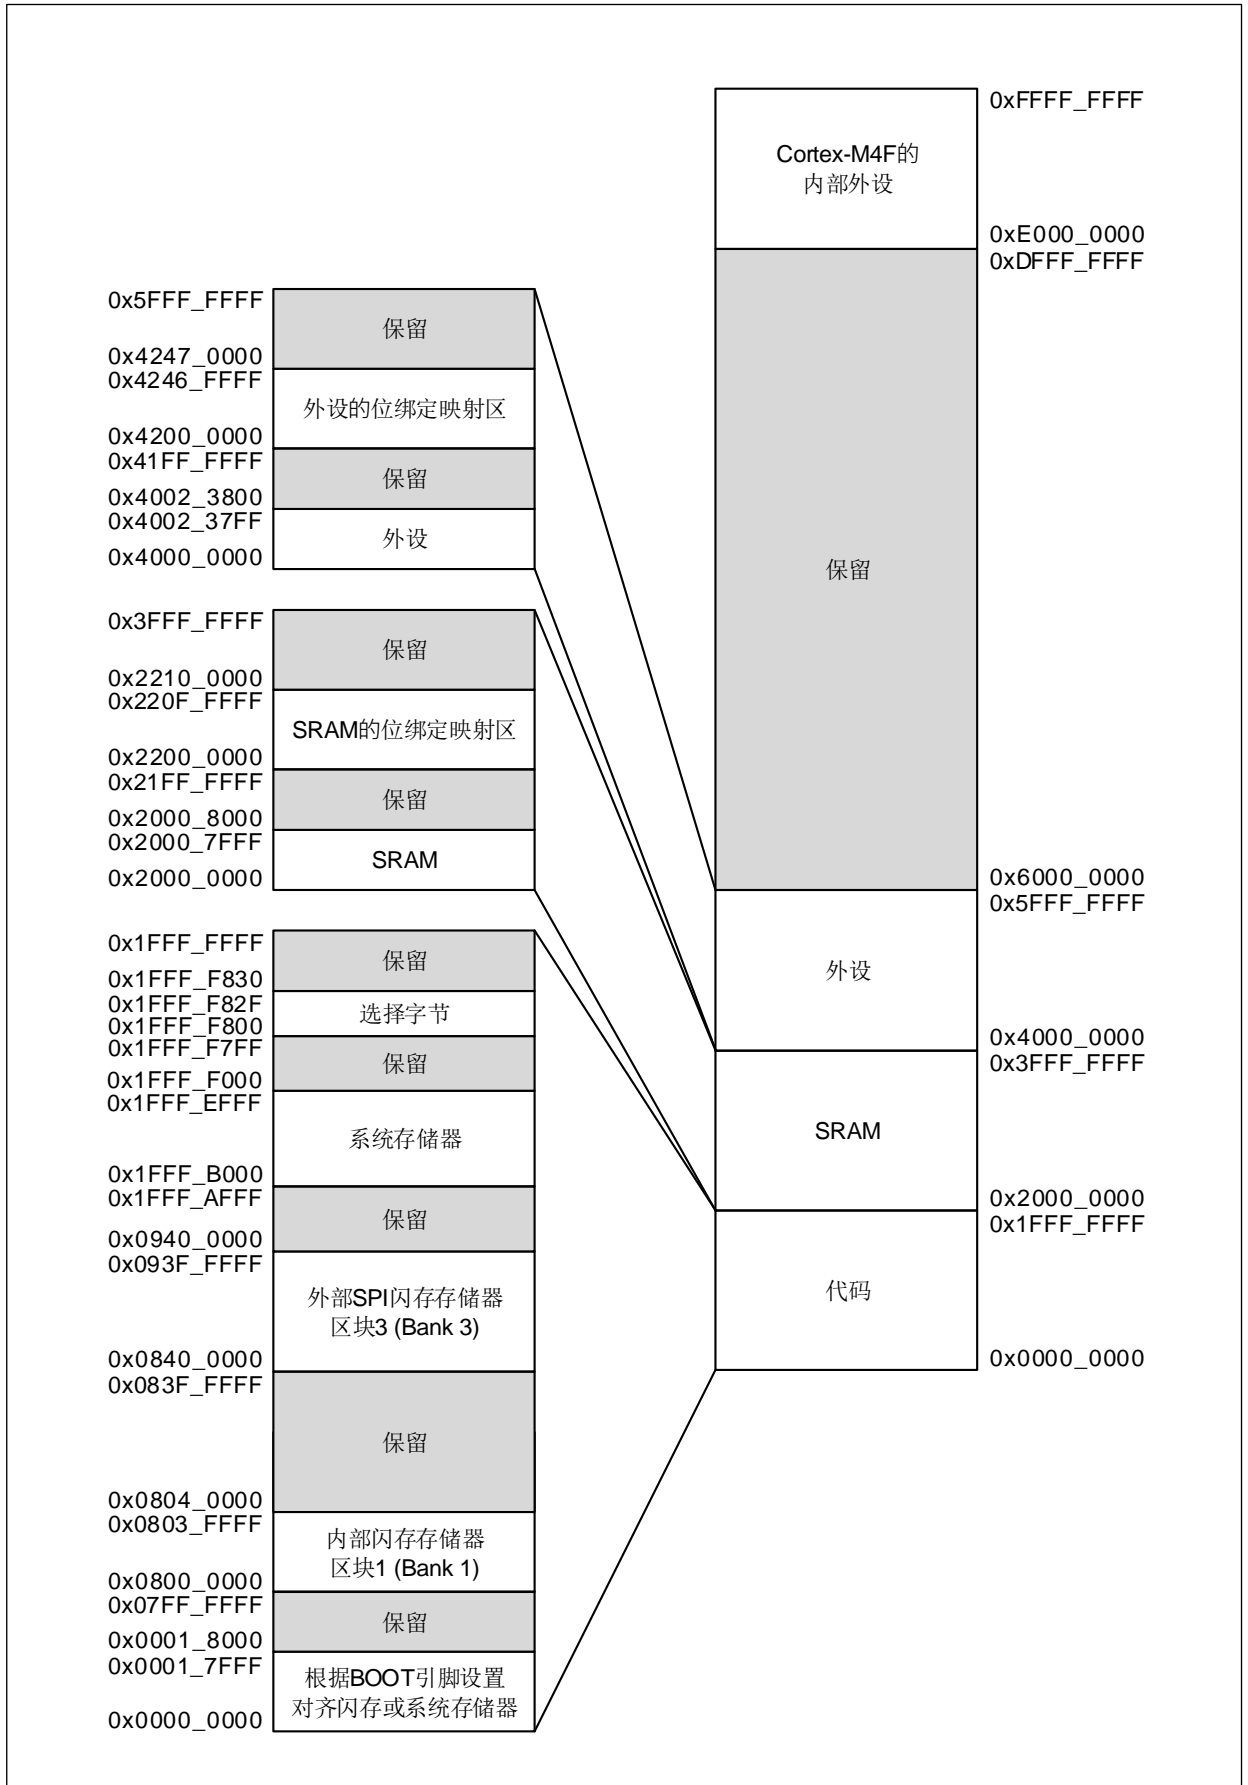 0xFFFF_FFFF
Cortex-M4F的
内部外设
0xE000_0000
0xDFFF_FFFF
保留
0x6000_0000
0x5FFF_FFFF
外设
0x4000_0000
0x3FFF_FFFF
SRAM
0x2000_0000
0x1FFF_FFFF
代码
0x0000_0000
0x5FFF_FFFF
保留
0x4247_0000
0x4246_FFFF
外设的位绑定映射区
0x4200_0000
0x41FF_FFFF
保留
0x4002_3800
0x4002_37FF
外设
0x4000_0000
0x3FFF_FFFF
保留
0x2210_0000
0x220F_FFFF
SRAM的位绑定映射区
0x2200_0000
0x21FF_FFFF
保留
0x2000_8000
0x2000_7FFF
SRAM
0x2000_0000
0x1FFF_FFFF
保留
0x1FFF_F830
0x1FFF_F82F
选择字节
0x1FFF_F800
0x1FFF_F7FF
保留
0x1FFF_F000
0x1FFF_EFFF
系统存储器
0x1FFF_B000
0x1FFF_AFFF
保留
0x0940_0000
0x093F_FFFF
外部SPI闪存存储器
区块3 (Bank 3)
0x0840_0000
0x083F_FFFF
保留
0x0804_0000
0x0803_FFFF
内部闪存存储器
区块1 (Bank 1)
0x0800_0000
0x07FF_FFFF
保留
0x0001_8000
0x0001_7FFF
根据BOOT引脚设置
对齐闪存或系统存储器
0x0000_0000